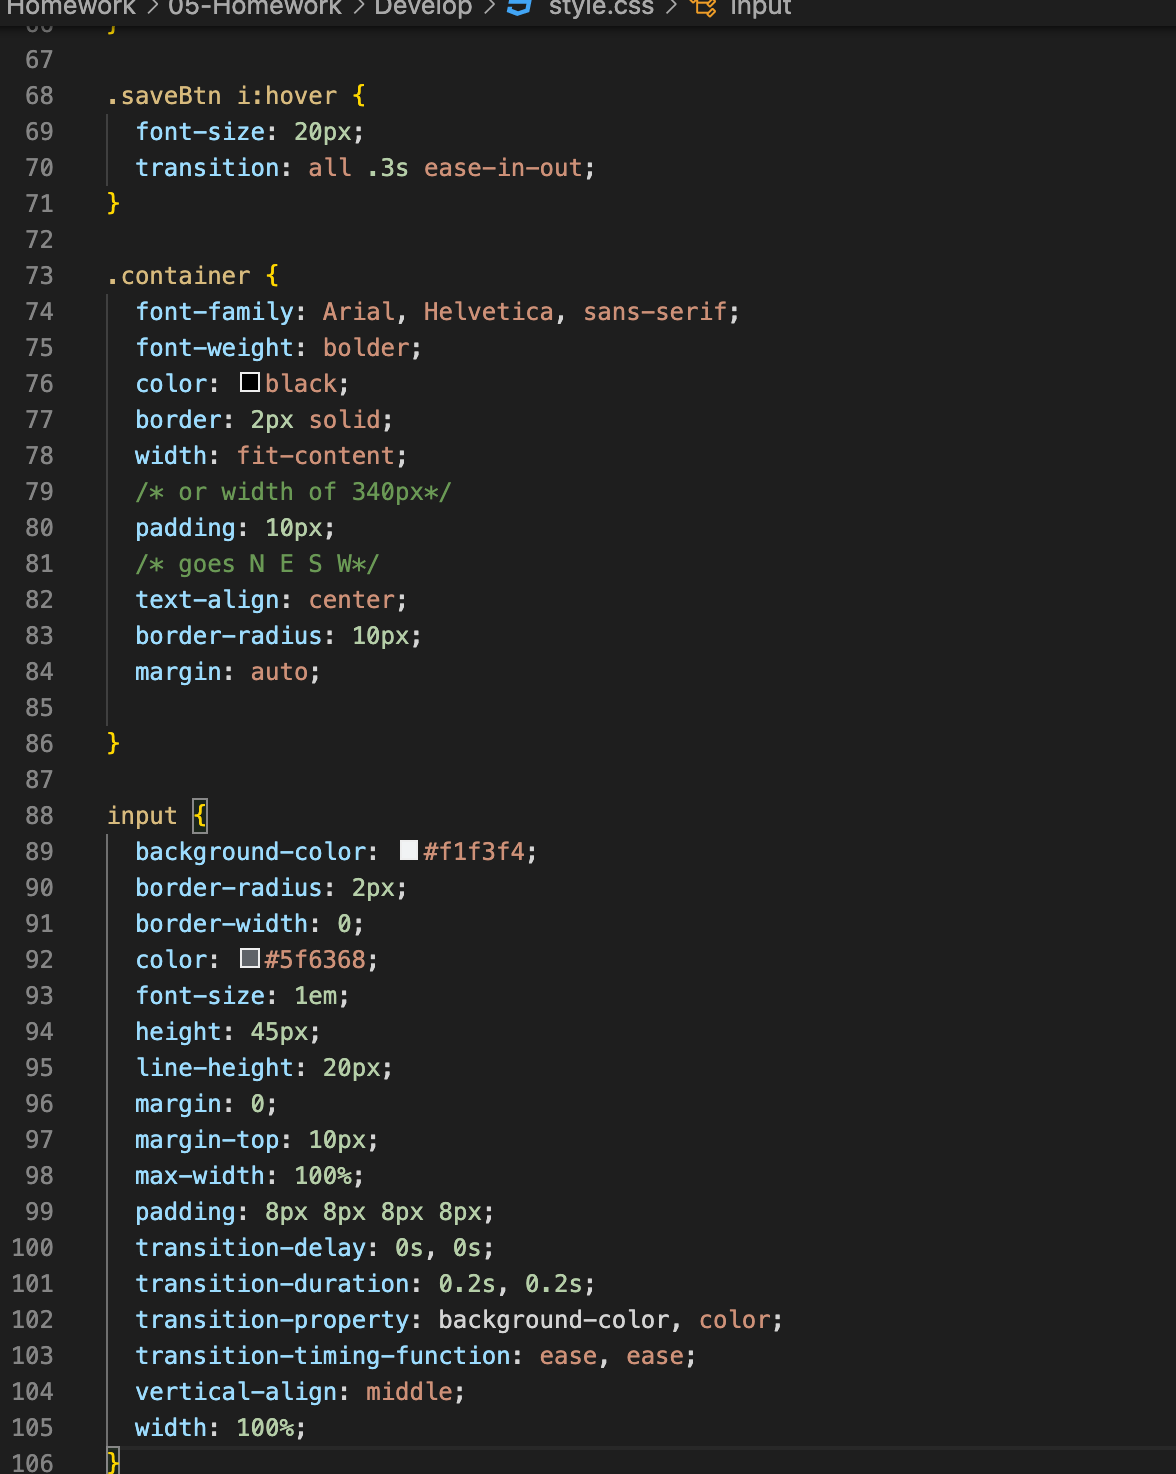 Homework > 05-Homework > Develop > style.css > input
66 }
67
68 .saveBtn i:hover {
69 font-size: 20px;
70 transition: all .3s ease-in-out;
71 }
72
73 .container {
74 font-family: Arial, Helvetica, sans-serif;
75 font-weight: bolder;
76 color: black;
77 border: 2px solid;
78 width: fit-content;
79 /* or width of 340px*/
80 padding: 10px;
81 /* goes N E S W*/
82 text-align: center;
83 border-radius: 10px;
84 margin: auto;
85
86 }
87
88 input {
89 background-color: #f1f3f4;
90 border-radius: 2px;
91 border-width: 0;
92 color: #5f6368;
93 font-size: 1em;
94 height: 45px;
95 line-height: 20px;
96 margin: 0;
97 margin-top: 10px;
98 max-width: 100%;
99 padding: 8px 8px 8px 8px;
100 transition-delay: 0s, 0s;
101 transition-duration: 0.2s, 0.2s;
102 transition-property: background-color, color;
103 transition-timing-function: ease, ease;
104 vertical-align: middle;
105 width: 100%;
106 }